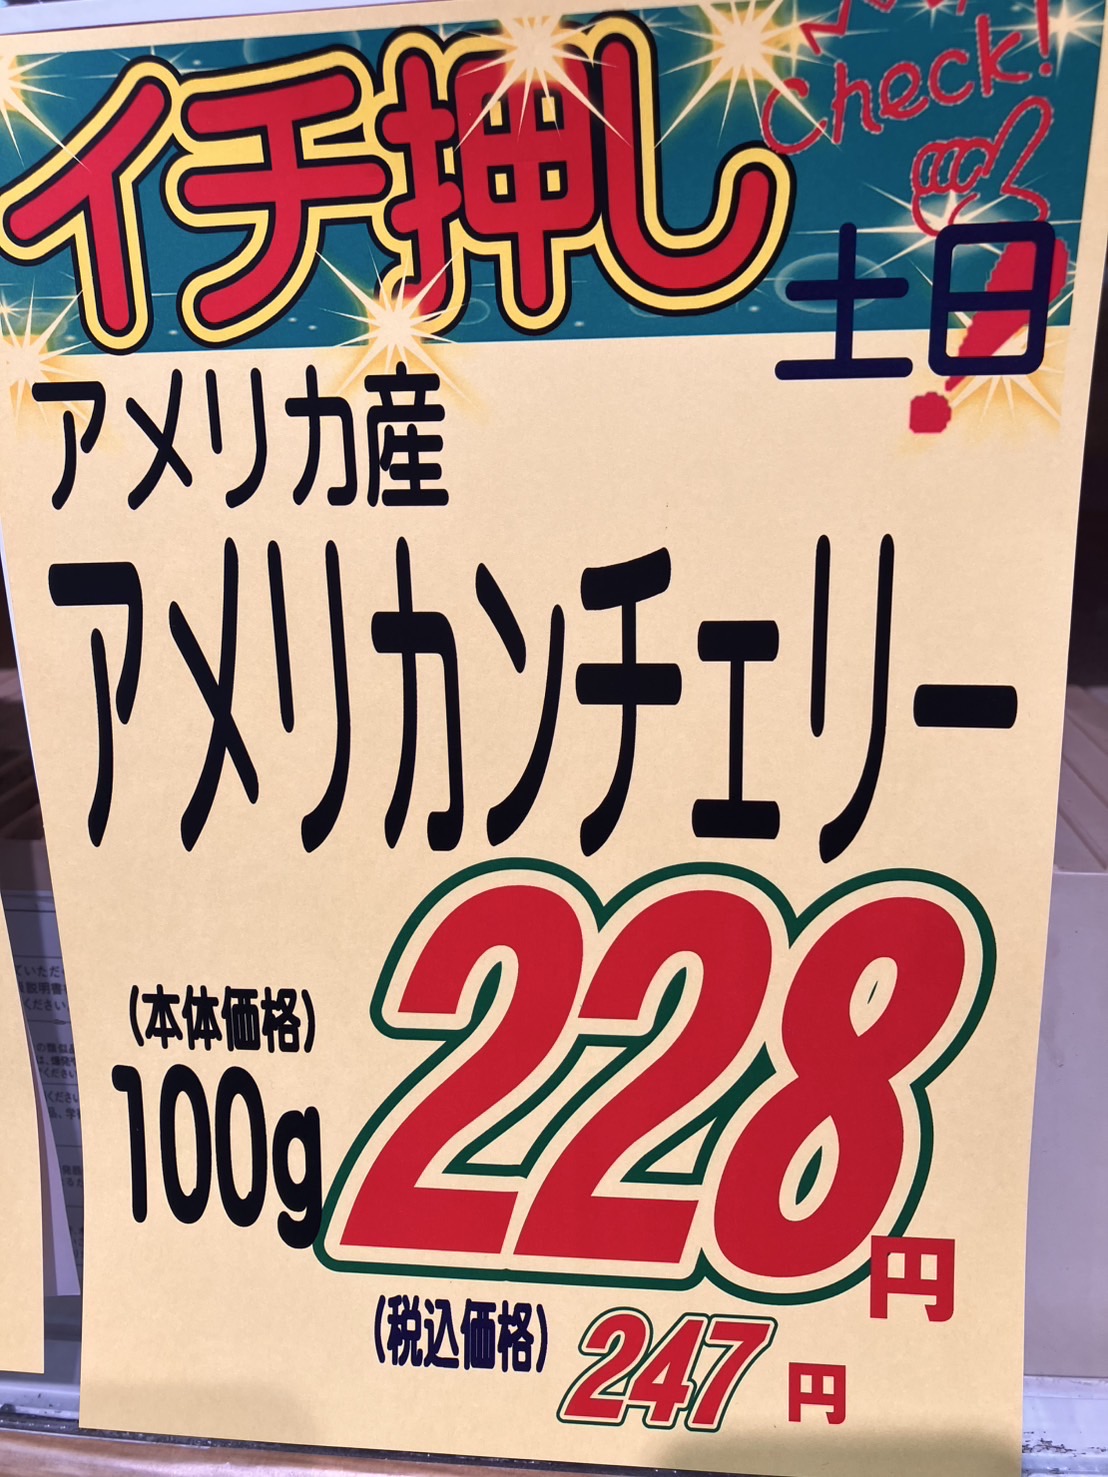 イチ押し
Check!
土日
アメリカ産
アメリカンチェリー
(本体価格)
100g
228円
(税込価格)
247円